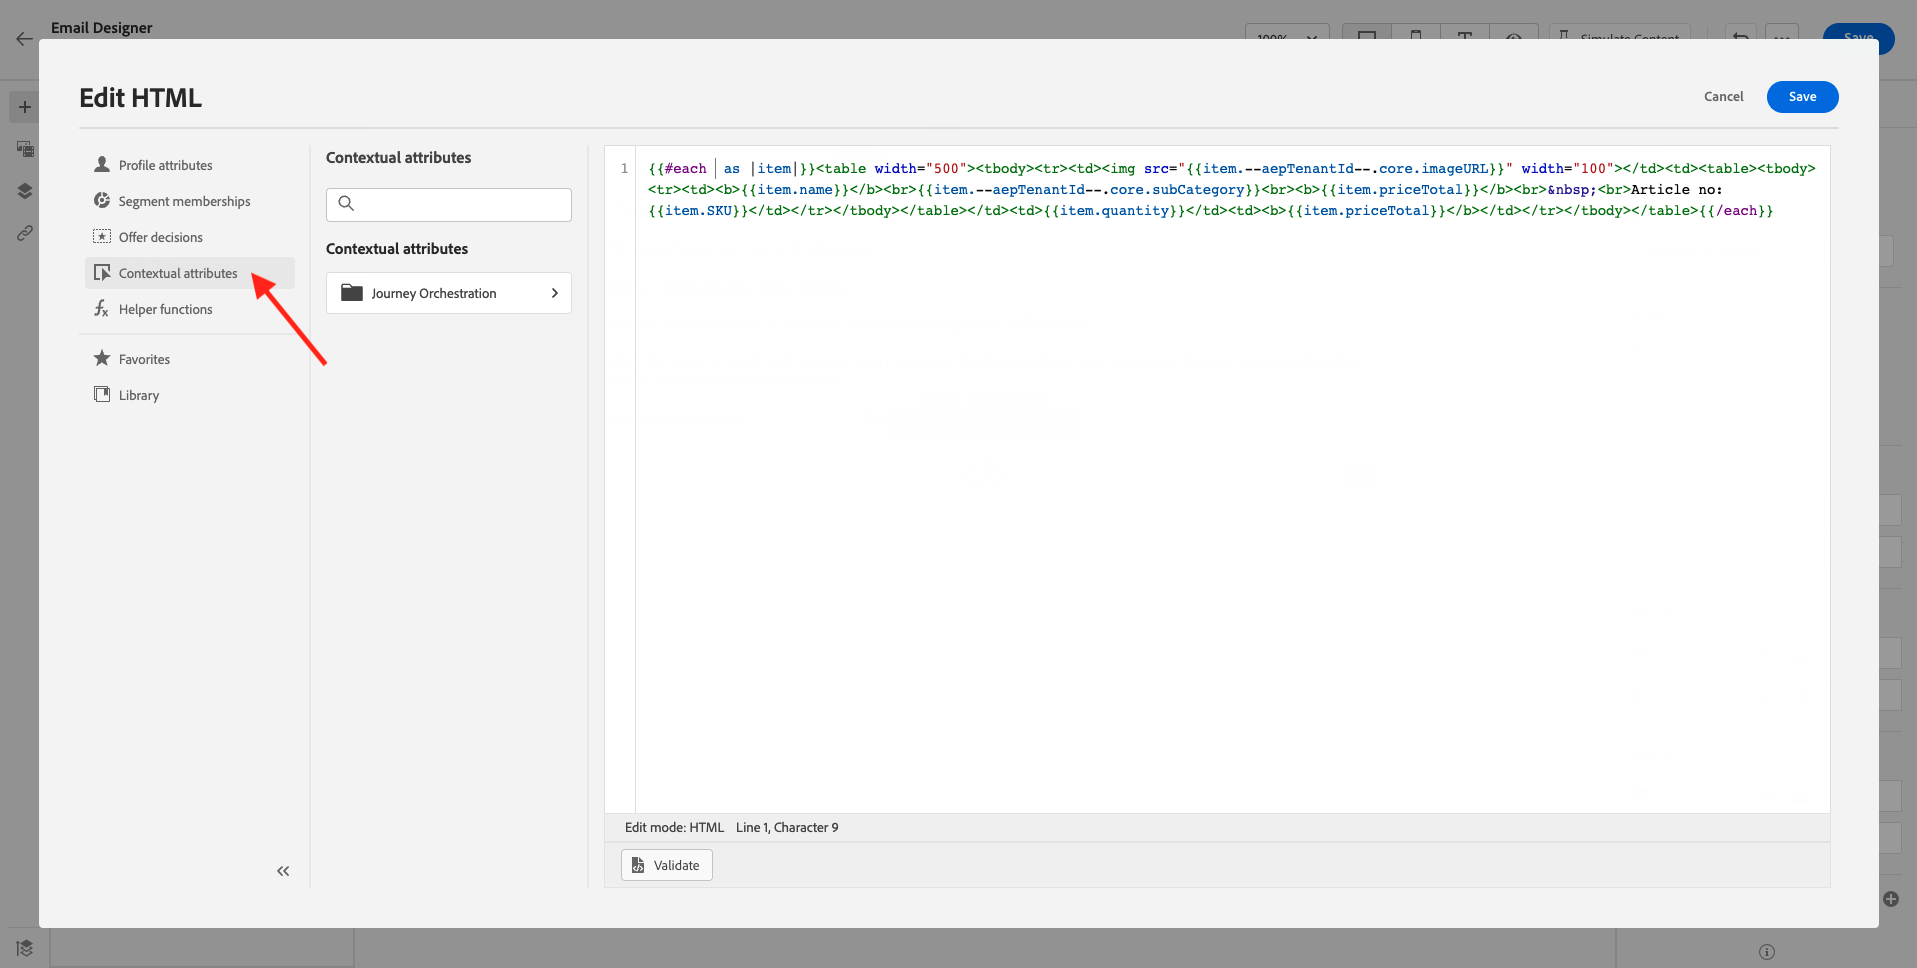 Email Designer
100%
Simulate Content
Save
Edit HTML
Cancel
Save
Profile attributes
Segment memberships
Offer decisions
Contextual attributes
Helper functions
Favorites
Library
Contextual attributes
Contextual attributes
Journey Orchestration
1
{{#each  as |item|}}<table width="500"><tbody><tr><td><img src="{{item.--aepTenantId--.core.imageURL}}" width="100"></td><td><table><tbody>
<tr><td><b>{{item.name}}</b><br>{{item.--aepTenantId--.core.subCategory}}<br><b>{{item.priceTotal}}</b><br>&nbsp;<br>Article no:
{{item.SKU}}</td></tr></tbody></table></td><td>{{item.quantity}}</td><td><b>{{item.priceTotal}}</b></td></tr></tbody></table>{{/each}}
Edit mode: HTML Line 1, Character 9
Validate